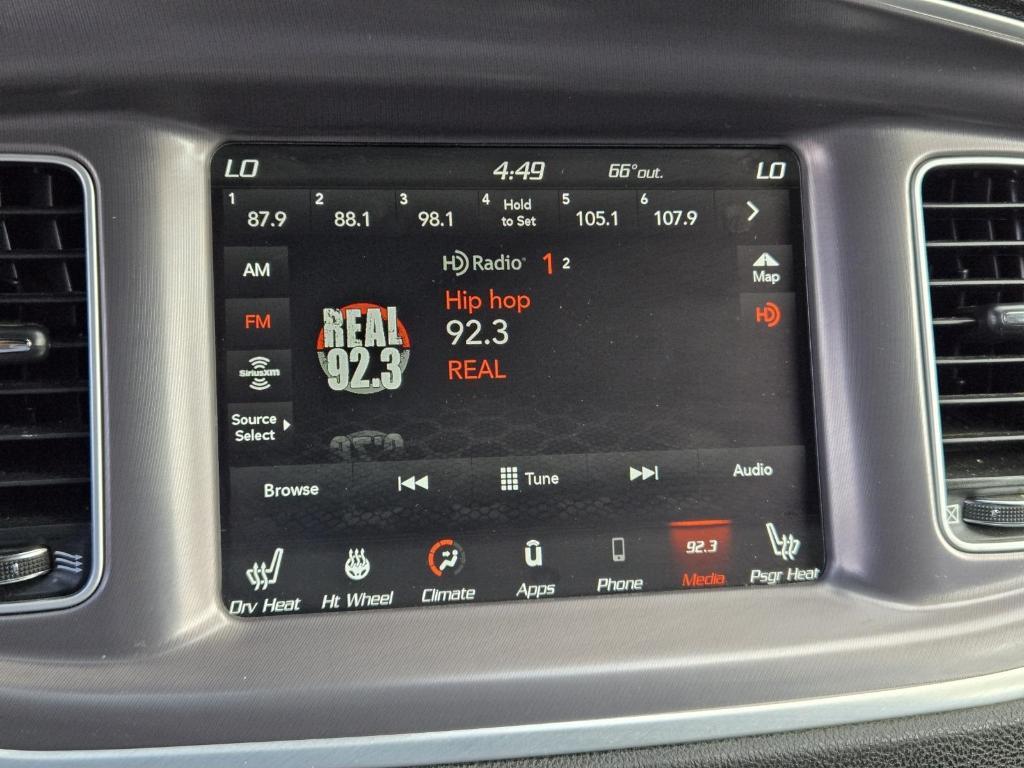 LO 4:49 66°out. LO
1 87.9 2 88.1 3 98.1 4 Hold to Set 5 105.1 6 107.9
AM
HD Radio 1 2
Map
Hip hop
FM
REAL 92.3
92.3
HD
SiriusXM
REAL
Source Select
Browse Tune Audio
92.3
Drv Heat Ht Wheel Climate Apps Phone Media Psgr Heat